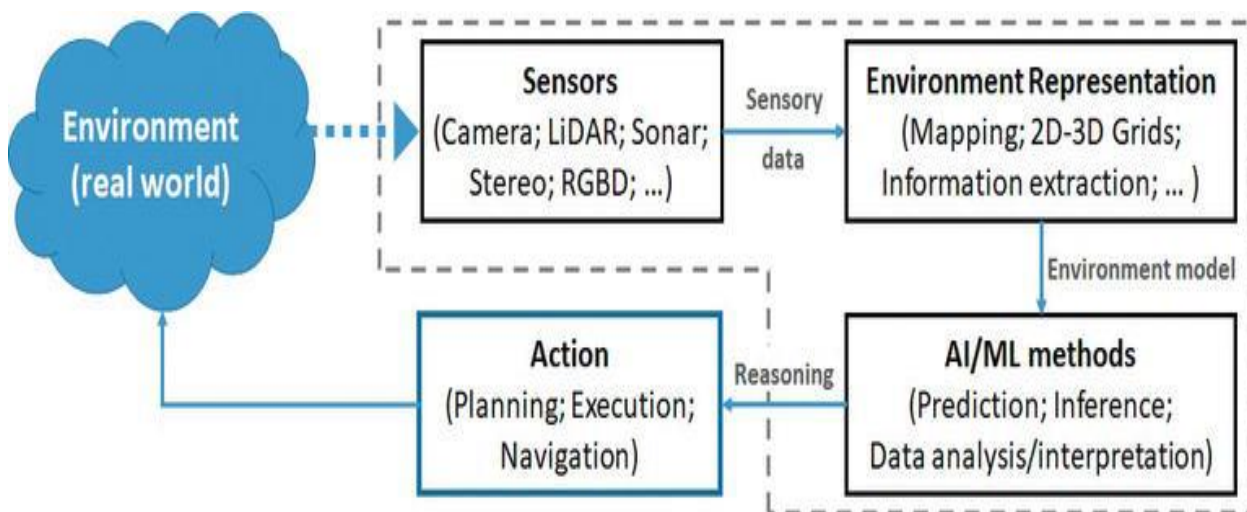 Environment
(real world)
Sensors
(Camera; LiDAR; Sonar;
Stereo; RGBD; ...)
Sensory
data
Environment Representation
(Mapping; 2D-3D Grids;
Information extraction; ... )
Environment model
AI/ML methods
(Prediction; Inference;
Data analysis/interpretation)
Reasoning
Action
(Planning; Execution;
Navigation)